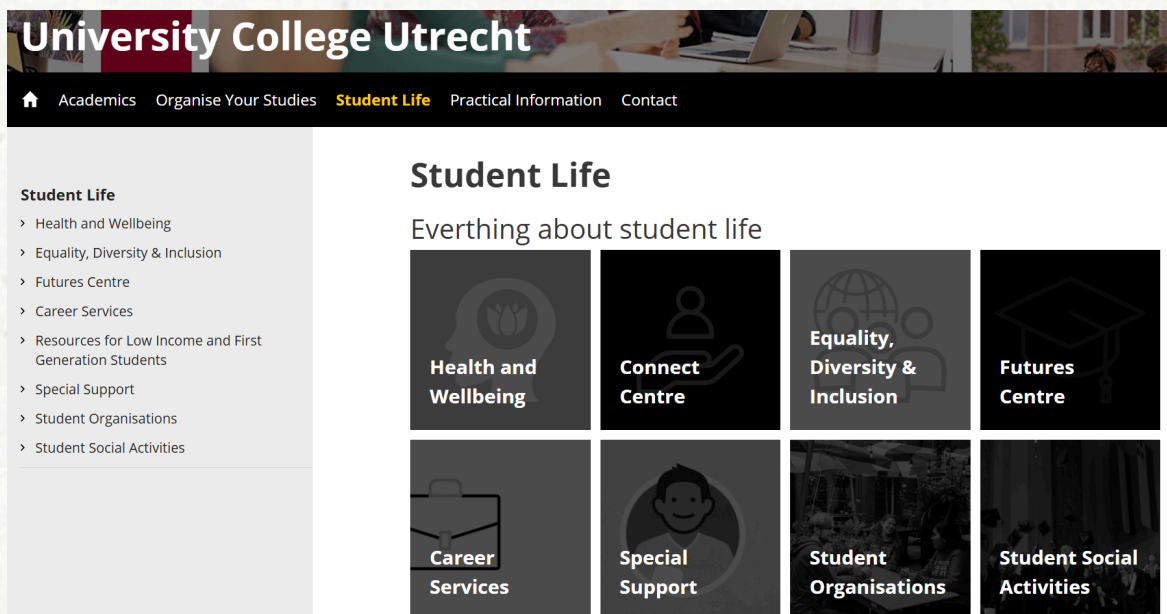 University College Utrecht
Academics Organise Your Studies Student Life Practical Information Contact
Student Life
Health and Wellbeing
Equality, Diversity & Inclusion
Futures Centre
Career Services
Resources for Low Income and First
Generation Students
Special Support
Student Organisations
Student Social Activities
Student Life
Everthing about student life
Health and
Wellbeing
Connect
Centre
Equality,
Diversity &
Inclusion
Futures
Centre
Career
Services
Special
Support
Student
Organisations
Student Social
Activities